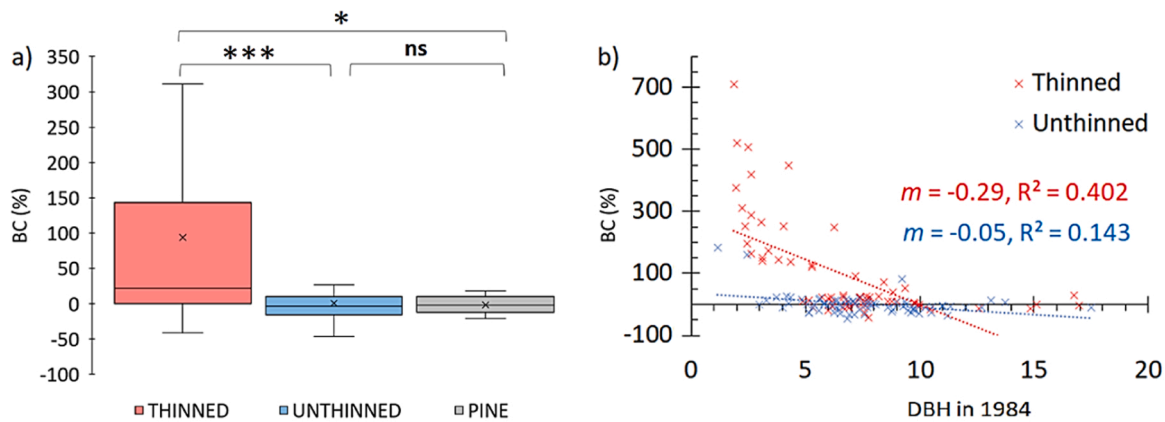 a)
*
***
ns
BC (%)
350
300
250
200
150
100
50
0
-50
-100
THINNED UNTHINNED PINE
b)
BC (%)
700
500
300
100
-100
0 5 10 15 20
DBH in 1984
Thinned
Unthinned
m = -0.29, R² = 0.402
m = -0.05, R² = 0.143